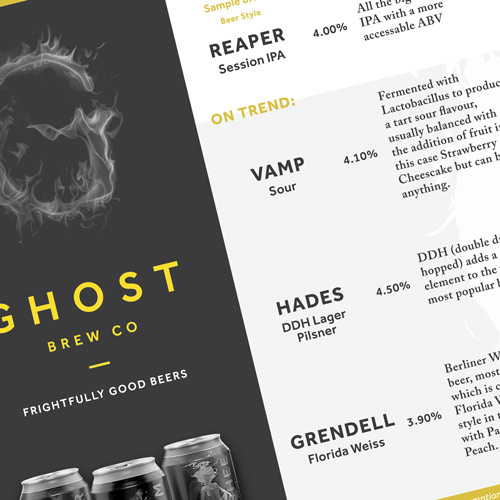 GHOST
BREW CO
FRIGHTFULLY GOOD BEERS
Sample
Beer Style
REAPER
Session IPA
4.00%
All the
IPA with a more
accessable ABV
ON TREND:
VAMP
Sour
4.10%
Fermented with
Lactobacillus to
a tart sour flavour,
usually balanced with
the addition of fruit
this case Strawberry
Cheescake but can b
anything.
HADES
DDH Lager
Pilsner
4.50%
DDH (double
hopped) adds a
element to the
most popular
GRENDELL
Florida Weiss
3.90%
Berliner W
beer, most
which is
Florida
style in
with Pa
Peach.